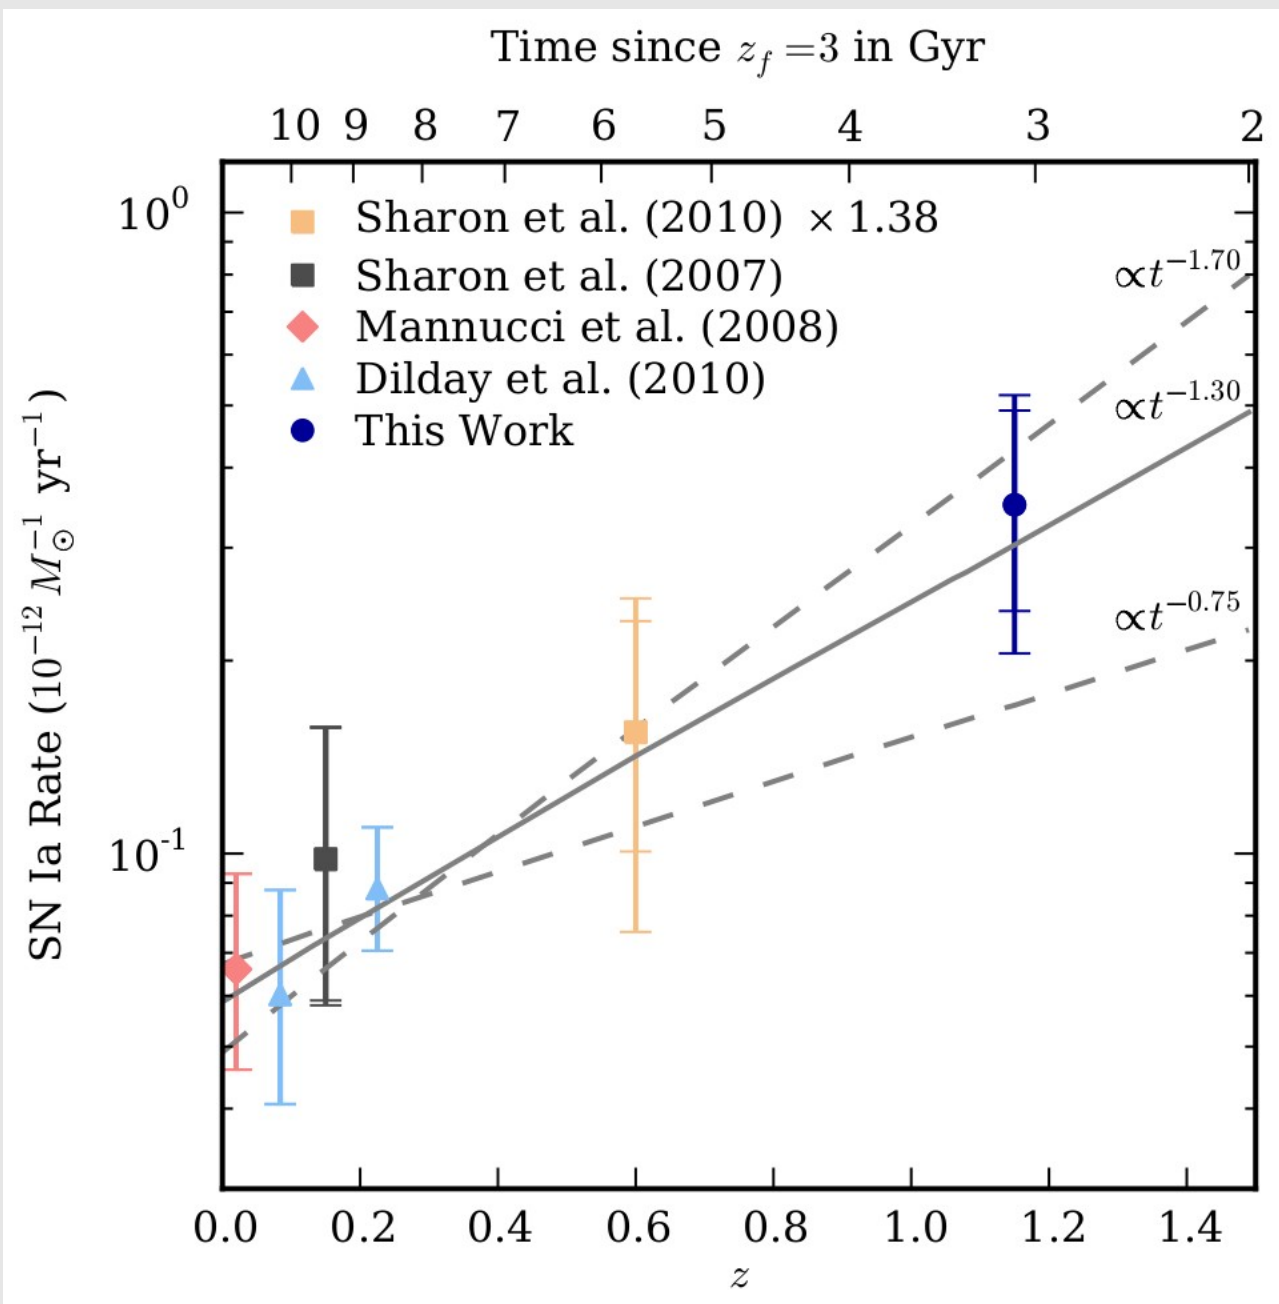 Time since z_f =3 in Gyr
10 9 8 7 6 5 4 3 2
10^0
Sharon et al. (2010) × 1.38
Sharon et al. (2007)
Mannucci et al. (2008)
Dilday et al. (2010)
This Work
∝t^−1.70
∝t^−1.30
∝t^−0.75
SN Ia Rate (10^−12 M_⊙^−1 yr^−1)
10^-1
0.0 0.2 0.4 0.6 0.8 1.0 1.2 1.4
z